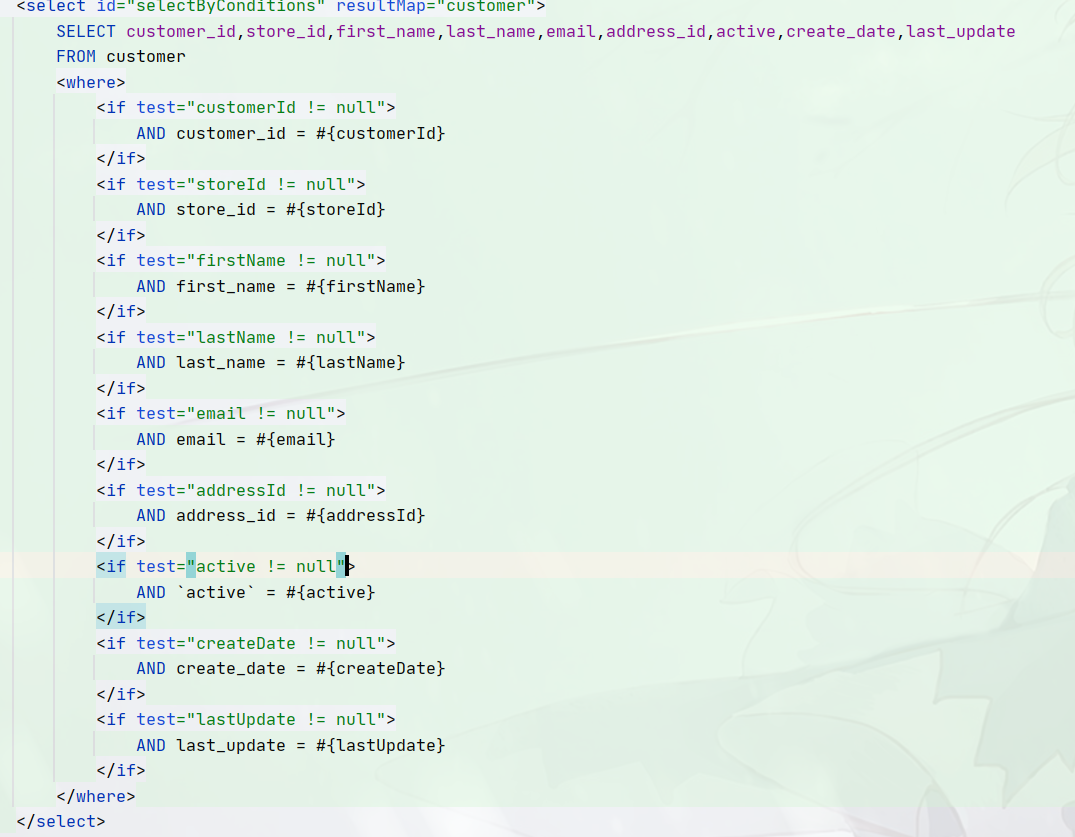 <select id="selectByConditions" resultMap="customer">
SELECT customer_id,store_id,first_name,last_name,email,address_id,active,create_date,last_update
FROM customer
<where>
<if test="customerId != null">
AND customer_id = #{customerId}
</if>
<if test="storeId != null">
AND store_id = #{storeId}
</if>
<if test="firstName != null">
AND first_name = #{firstName}
</if>
<if test="lastName != null">
AND last_name = #{lastName}
</if>
<if test="email != null">
AND email = #{email}
</if>
<if test="addressId != null">
AND address_id = #{addressId}
</if>
<if test="active != null">
AND `active` = #{active}
</if>
<if test="createDate != null">
AND create_date = #{createDate}
</if>
<if test="lastUpdate != null">
AND last_update = #{lastUpdate}
</if>
</where>
</select>